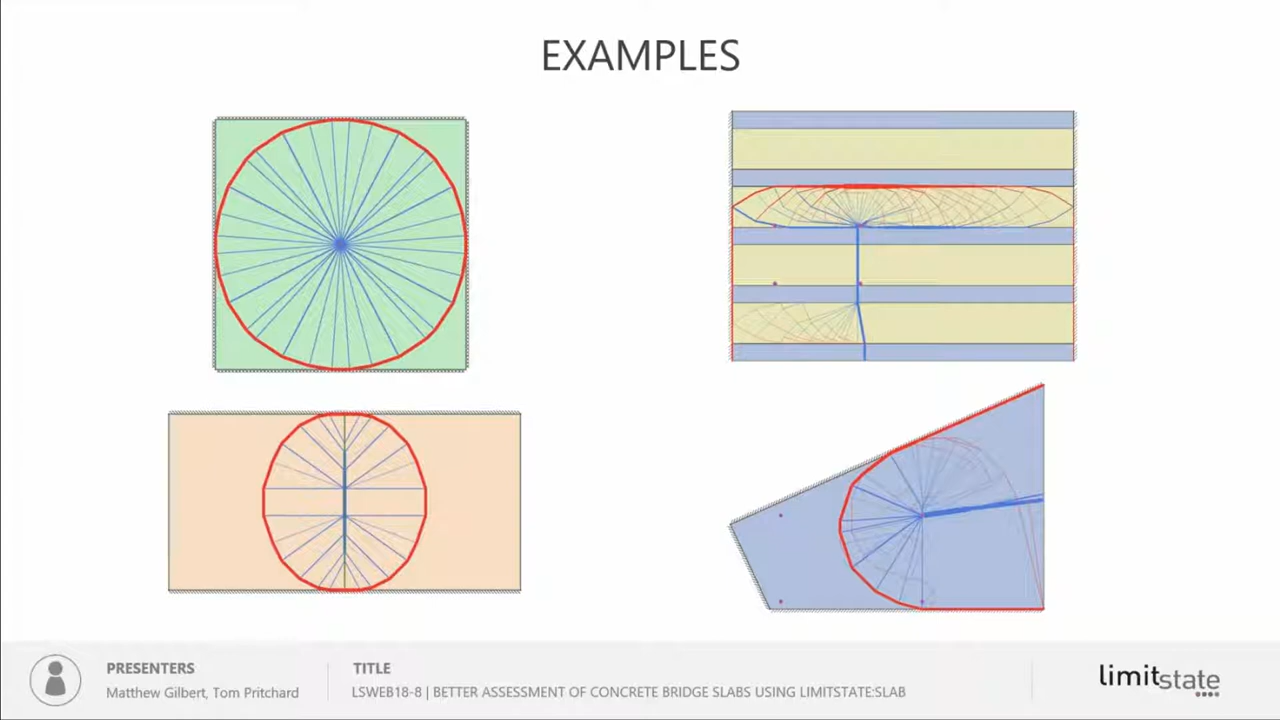 EXAMPLES
PRESENTERS
Matthew Gilbert, Tom Pritchard
TITLE
LSWEB18-8 | BETTER ASSESSMENT OF CONCRETE BRIDGE SLABS USING LIMITSTATE:SLAB
limitstate